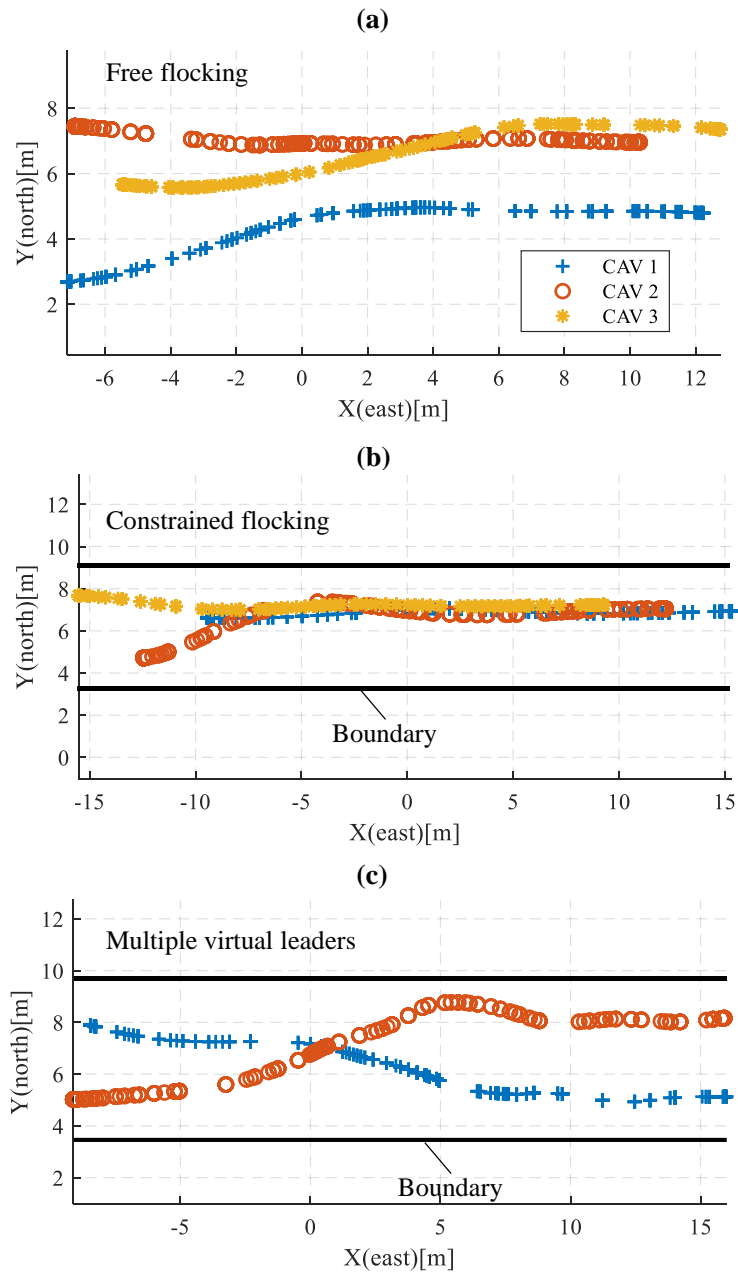 (a)
Free flocking
8
6
4
2
Y(north)[m]
CAV 1
CAV 2
CAV 3
-6 -4 -2 0 2 4 6 8 10 12
X(east)[m]
(b)
Constrained flocking
12
10
8
6
4
2
0
Y(north)[m]
Boundary
-15 -10 -5 0 5 10 15
X(east)[m]
(c)
Multiple virtual leaders
12
10
8
6
4
2
Y(north)[m]
Boundary
-5 0 5 10 15
X(east)[m]